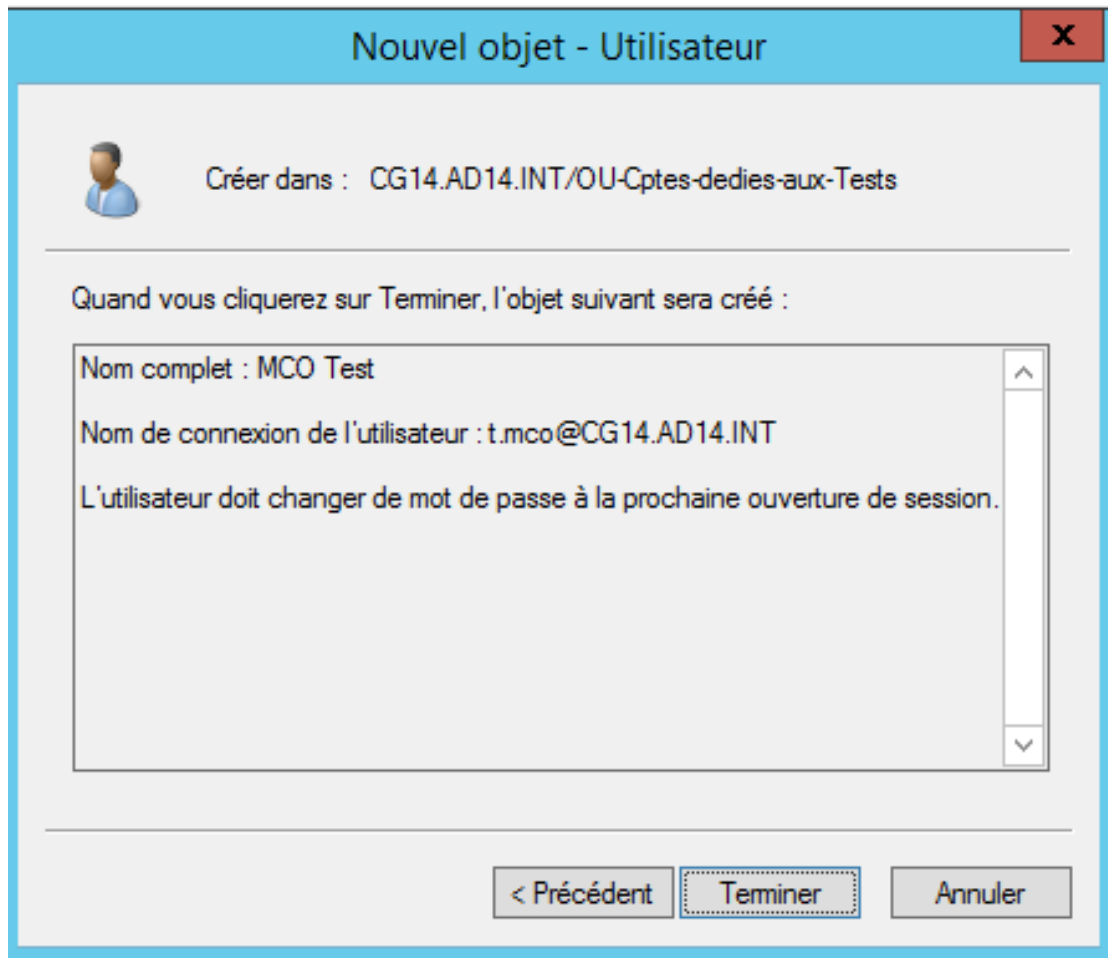 Nouvel objet - Utilisateur
x
Créer dans : CG14.AD14.INT/OU-Cptes-dedies-aux-Tests
Quand vous cliquerez sur Terminer, l'objet suivant sera créé :
Nom complet : MCO Test
Nom de connexion de l'utilisateur : t.mco@CG14.AD14.INT
L'utilisateur doit changer de mot de passe à la prochaine ouverture de session.
< Précédent
Terminer
Annuler